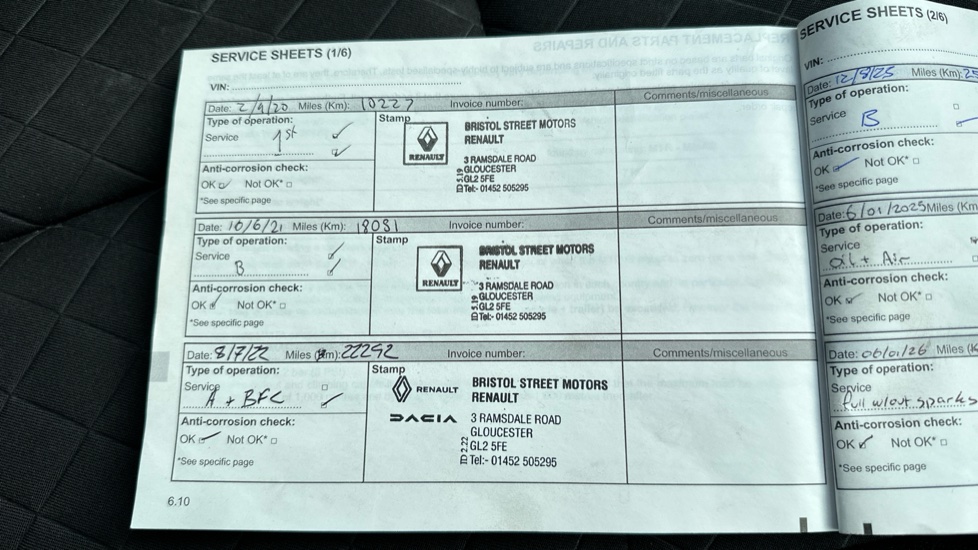 SERVICE SHEETS (1/6)
VIN:
Date: 2/9/20 Miles (Km): 10227 Invoice number: Comments/miscellaneous
Type of operation:
Service 1st
Anti-corrosion check:
OK Not OK*
*See specific page
Stamp
RENAULT
BRISTOL STREET MOTORS
RENAULT
3 RAMSDALE ROAD
GLOUCESTER
GL2 5FE
Tel:- 01452 505295
Date: 10/6/21 Miles (Km): 18081 Invoice number: Comments/miscellaneous
Type of operation:
Service
B
Anti-corrosion check:
OK Not OK*
*See specific page
Stamp
RENAULT
BRISTOL STREET MOTORS
RENAULT
3 RAMSDALE ROAD
GLOUCESTER
GL2 5FE
Tel:- 01452 505295
Date: 8/7/22 Miles (Km): 22292 Invoice number: Comments/miscellaneous
Type of operation:
Service
A + BFC
Anti-corrosion check:
OK Not OK*
*See specific page
Stamp
RENAULT
DACIA
BRISTOL STREET MOTORS
RENAULT
3 RAMSDALE ROAD
GLOUCESTER
GL2 5FE
Tel:- 01452 505295
6.10
SERVICE SHEETS (2/6)
VIN:
Date: 12/8/25 Miles (Km):
Type of operation:
Service
B
Anti-corrosion check:
OK Not OK*
*See specific page
Date: 6/01/2025 Miles (Km
Type of operation:
Service
Oil + Air
Anti-corrosion check:
OK Not OK*
*See specific page
Date: 06/01/26 Miles (K
Type of operation:
Service
full w/out sparks
Anti-corrosion check:
OK Not OK*
*See specific page